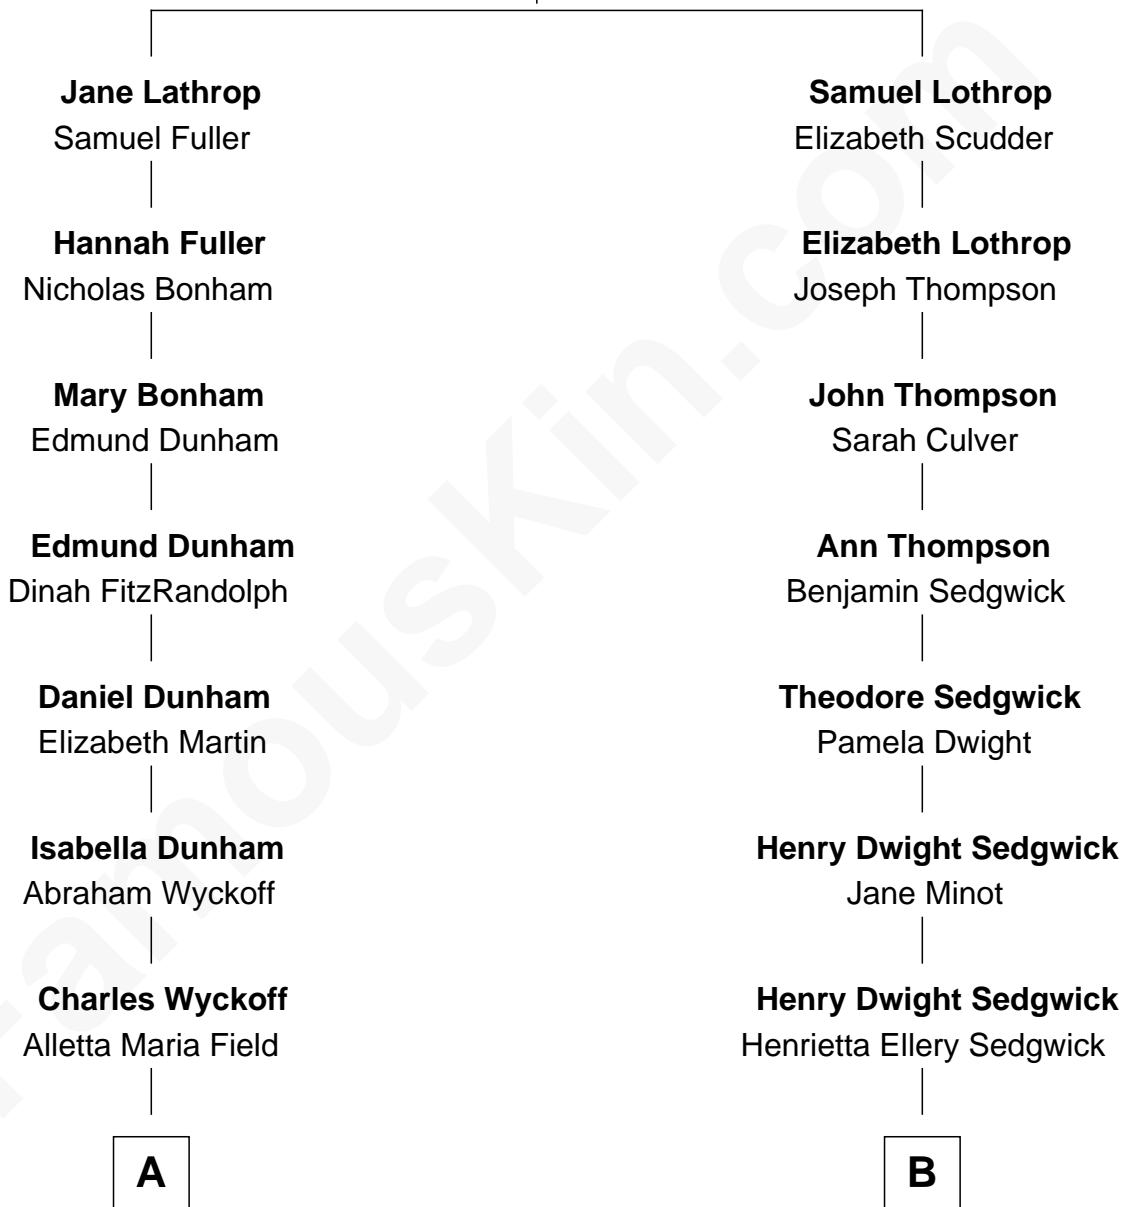 Jane Lathrop
Samuel Fuller
Hannah Fuller
Nicholas Bonham
Mary Bonham
Edmund Dunham
Edmund Dunham
Dinah FitzRandolph
Daniel Dunham
Elizabeth Martin
Isabella Dunham
Abraham Wyckoff
Charles Wyckoff
Alletta Maria Field
A
Samuel Lothrop
Elizabeth Scudder
Elizabeth Lothrop
Joseph Thompson
John Thompson
Sarah Culver
Ann Thompson
Benjamin Sedgwick
Theodore Sedgwick
Pamela Dwight
Henry Dwight Sedgwick
Jane Minot
Henry Dwight Sedgwick
Henrietta Ellery Sedgwick
B
FamousKin.com